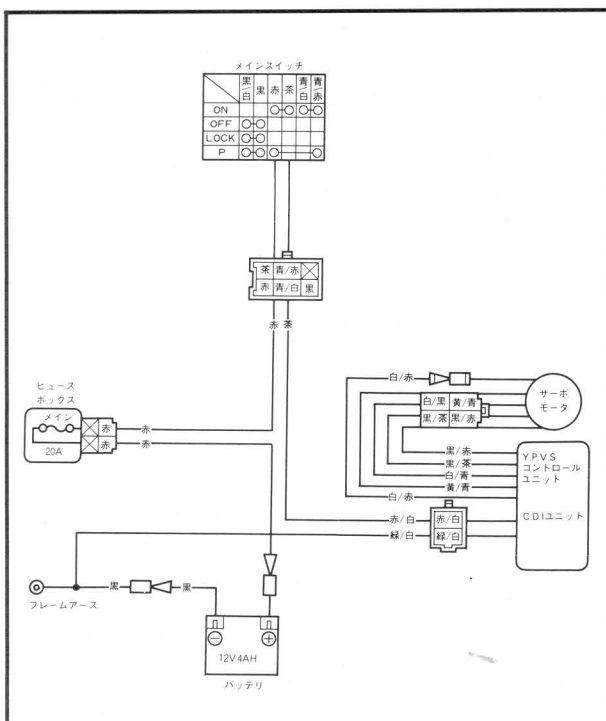 メインスイッチ
黒/白 黒 赤 茶 青/白 青/赤
ON
OFF
LOCK
P
茶 青/赤
赤 青/白 黒
赤 茶
ヒュースボックス
メイン
20A
赤 赤
赤 赤
白/赤
白/黒 黄/青
黒/茶 黒/赤
サーボモータ
黒/赤
黒/茶
白/青
黄/青
白/赤
Y.P.V.S
コントロール
ユニット
C.D.Iユニット
赤/白 赤/白
緑/白 緑/白
黒 黒
フレームアース
12V4AH
バッテリ